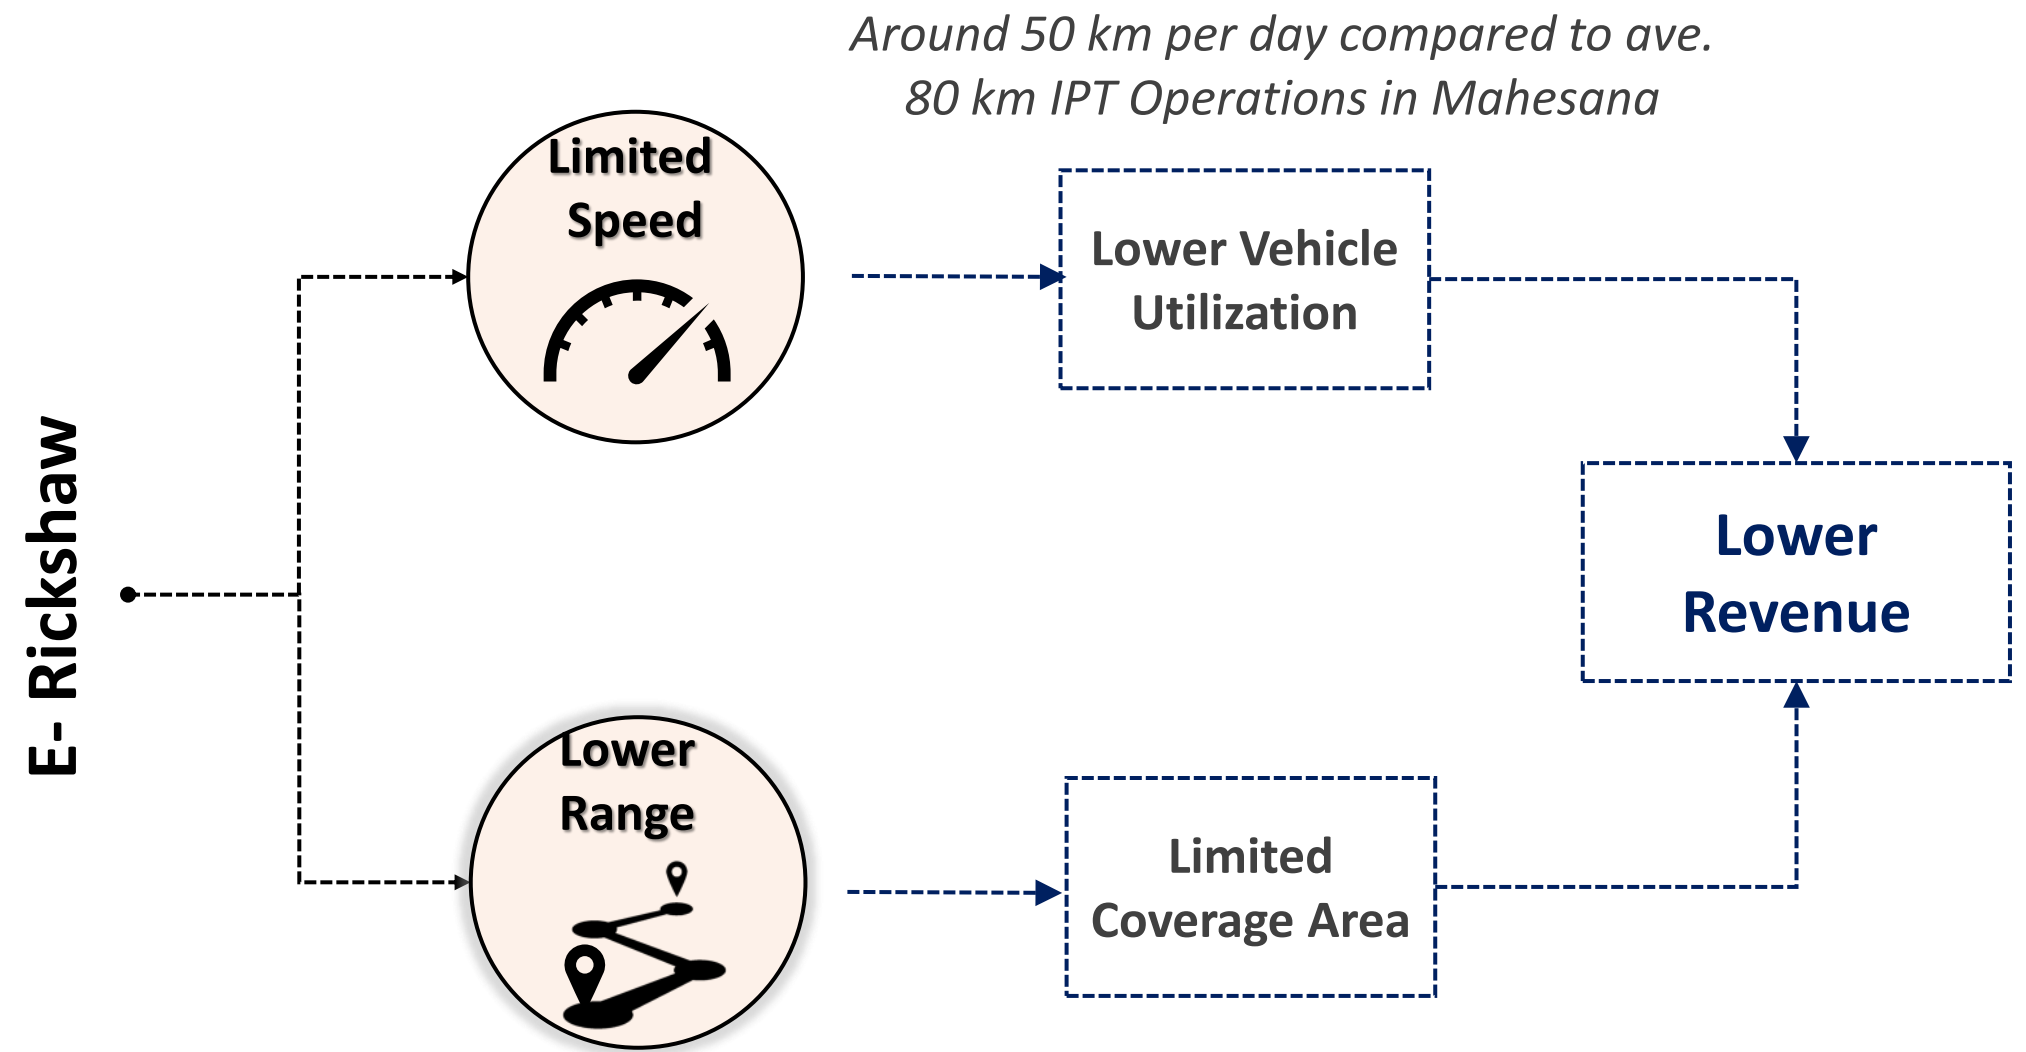 Around 50 km per day compared to ave.
80 km IPT Operations in Mahesana
Limited
Speed
Lower Vehicle
Utilization
E- Rickshaw
Lower
Revenue
Lower
Range
Limited
Coverage Area